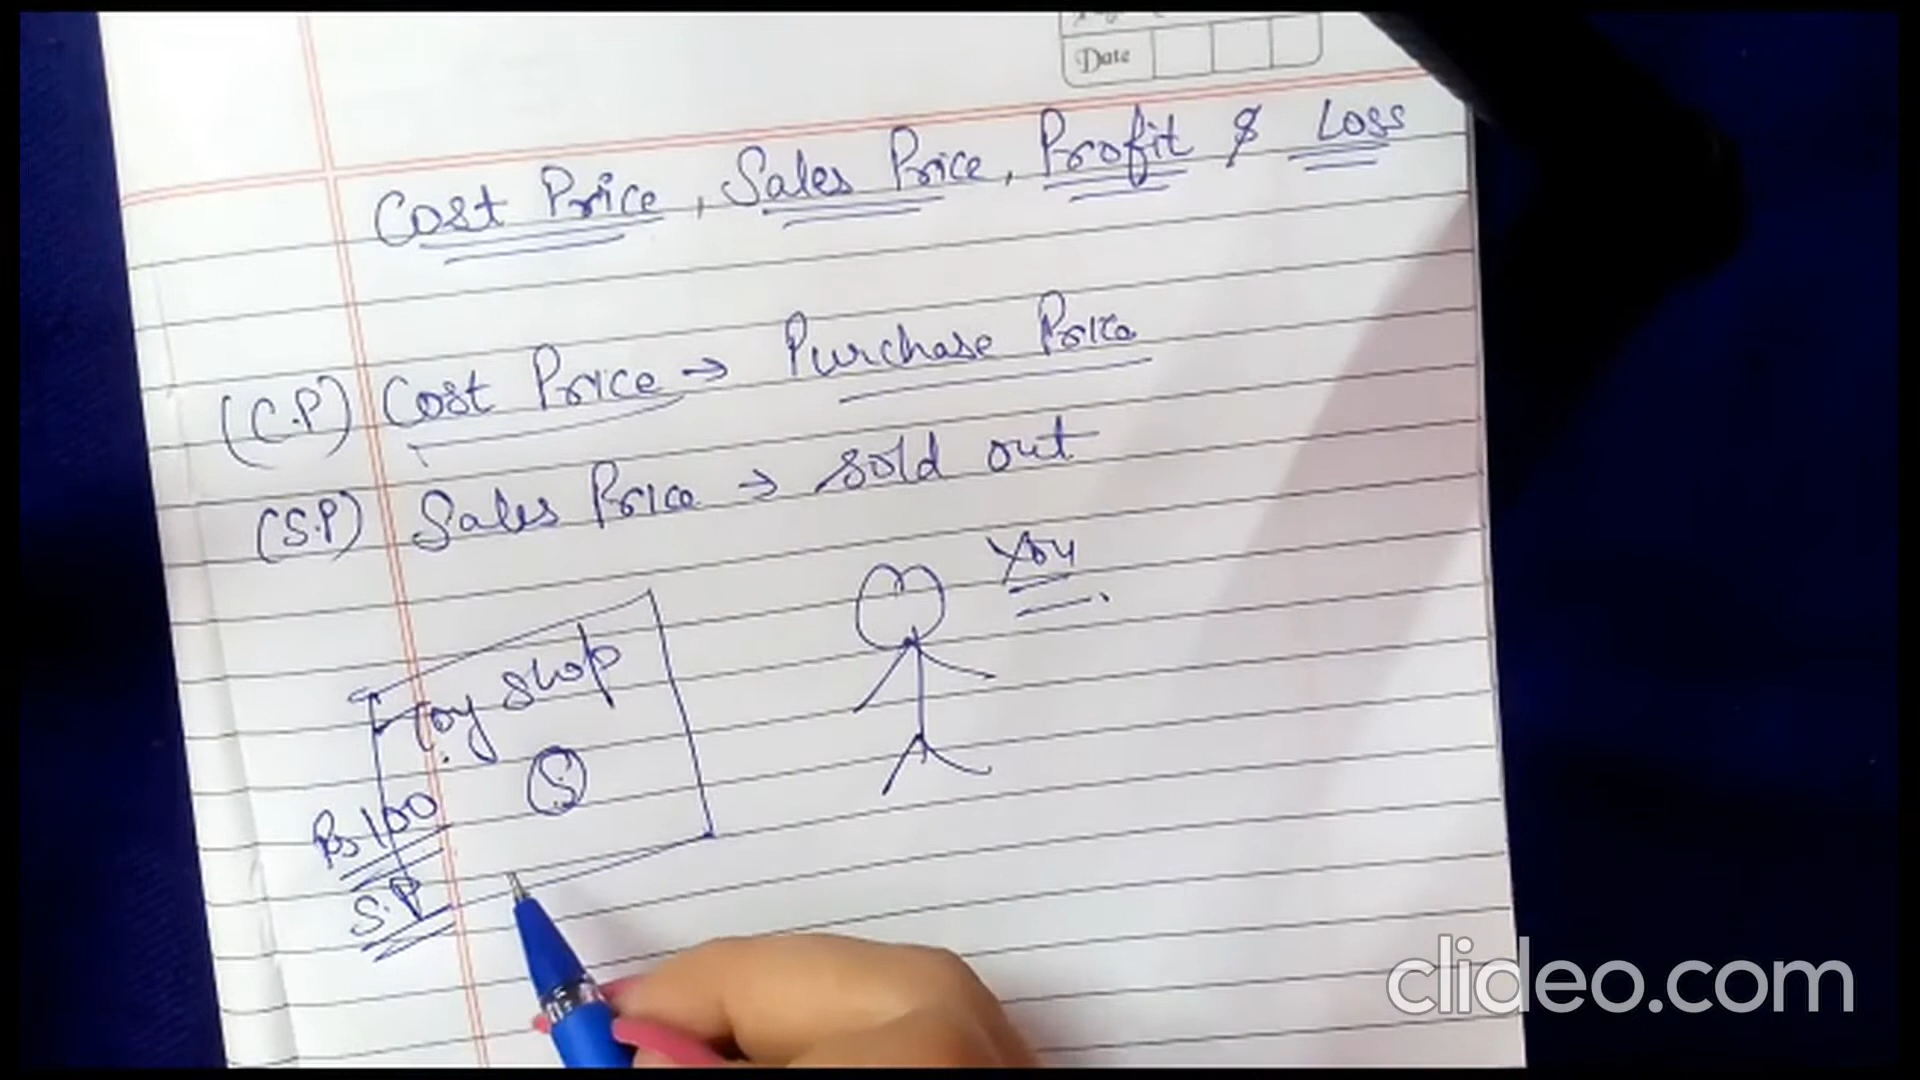 Date
Cost Price, Sales Price, Profit & Loss
(C.P) Cost Price → Purchase Price
(S.P) Sales Price → sold out
You
Toy shop
S
Rs 100
S.P
clideo.com